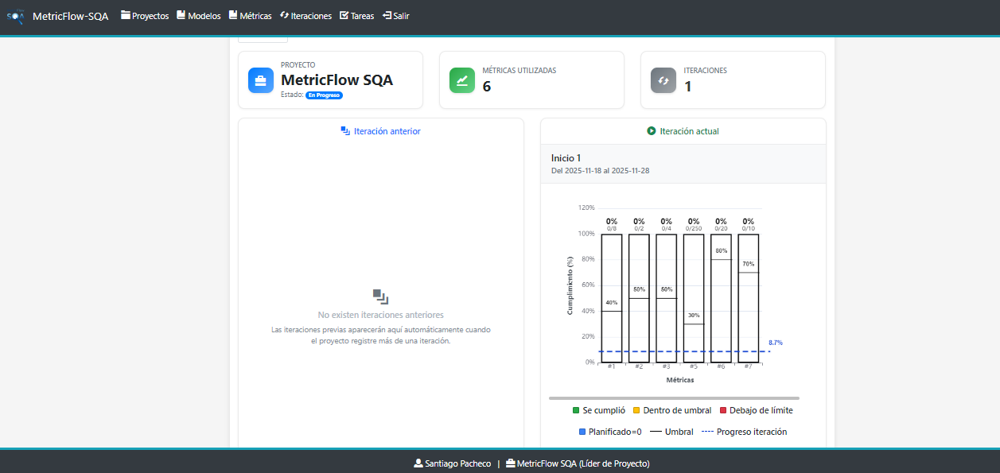 SQA MetricFlow-SQA Proyectos Modelos Métricas Iteraciones Tareas Salir
PROYECTO
MetricFlow SQA
Estado: En Progreso
MÉTRICAS UTILIZADAS
6
ITERACIONES
1
Iteración anterior
No existen iteraciones anteriores
Las iteraciones previas aparecerán aquí automáticamente cuando
el proyecto registre más de una iteración.
Iteración actual
Inicio 1
Del 2025-11-18 al 2025-11-28
120%
0% 0% 0% 0% 0% 0%
0/8 0/2 0/4 0/250 0/20 0/10
100%
80%
60%
40%
20%
0%
Cumplimiento (%)
40% 50% 50% 30% 80% 70%
8.7%
#1 #2 #3 #5 #6 #7
Métricas
Se cumplió Dentro de umbral Debajo de límite
Planificado=0 Umbral Progreso iteración
Santiago Pacheco | MetricFlow SQA (Líder de Proyecto)